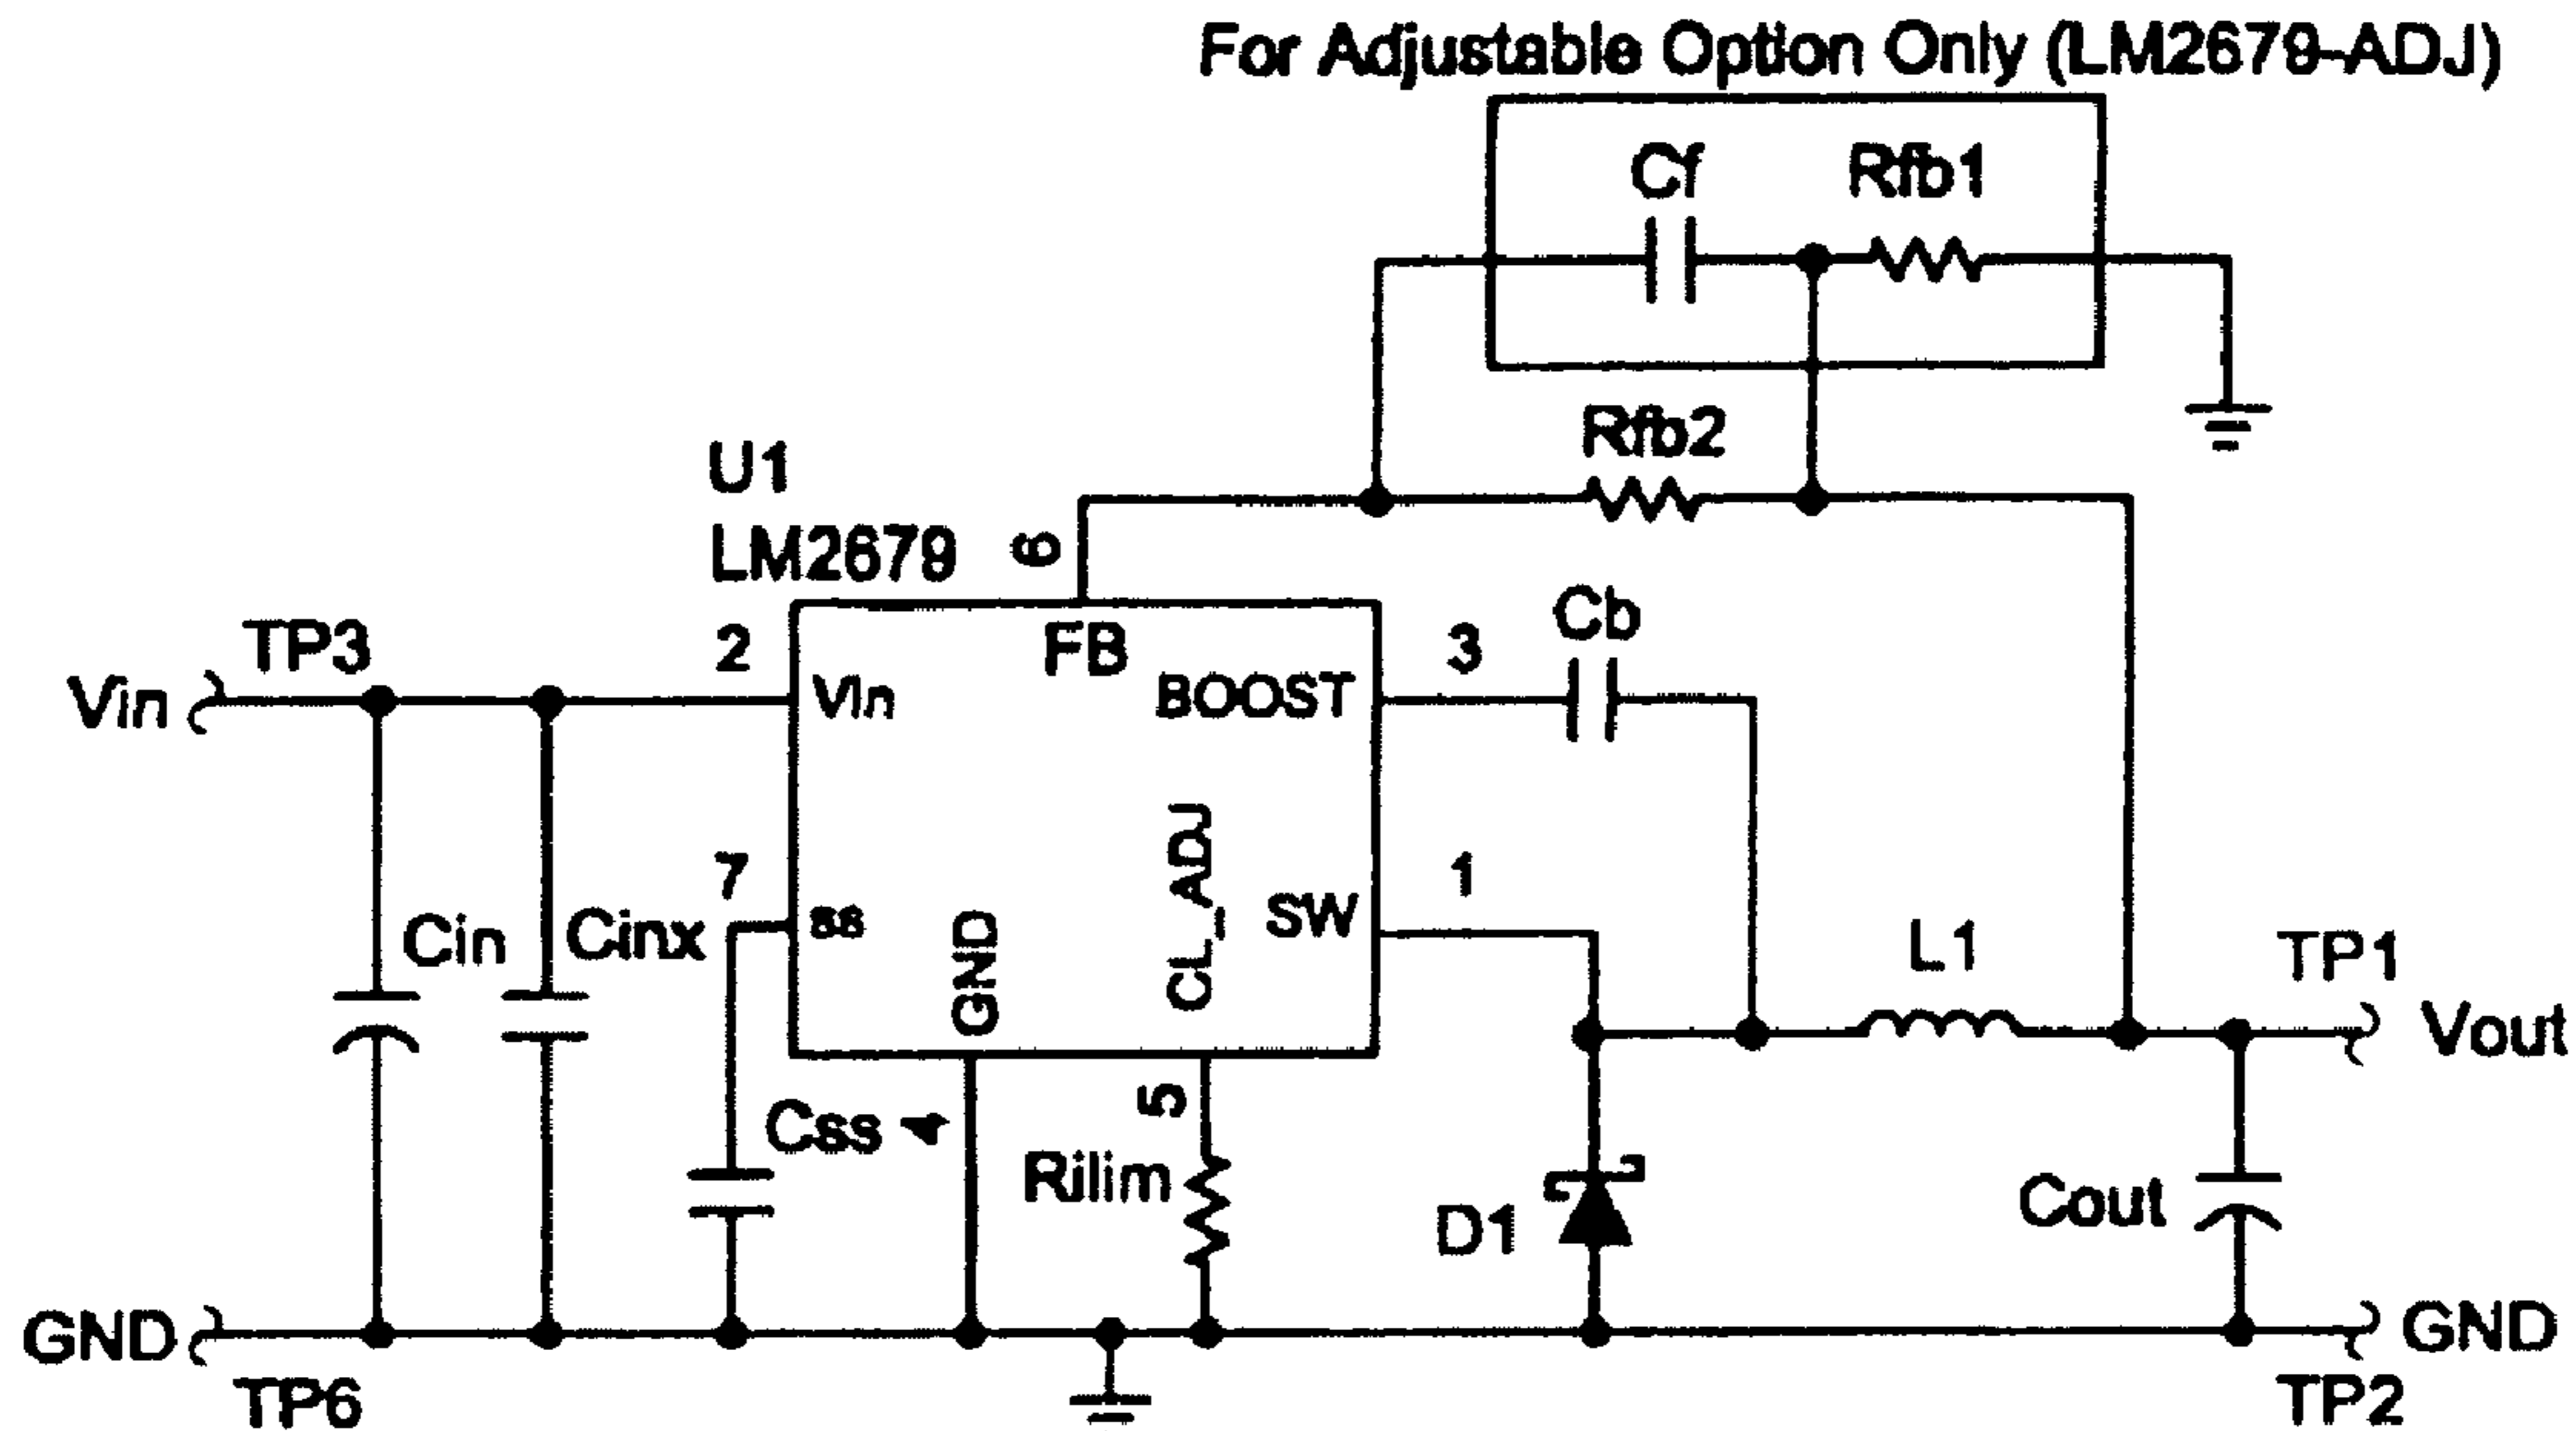 For Adjustable Option Only (LM2679-ADJ)
Cf
Rfb1
Rfb2
U1
LM2679
6
Cb
TP3
2
FB
3
Vin
Vin
BOOST
7
CL_ADJ
1
Cin
Cinx
ss
GND
SW
L1
TP1
Vout
Css
4
5
Rilim
D1
Cout
GND
GND
TP6
TP2